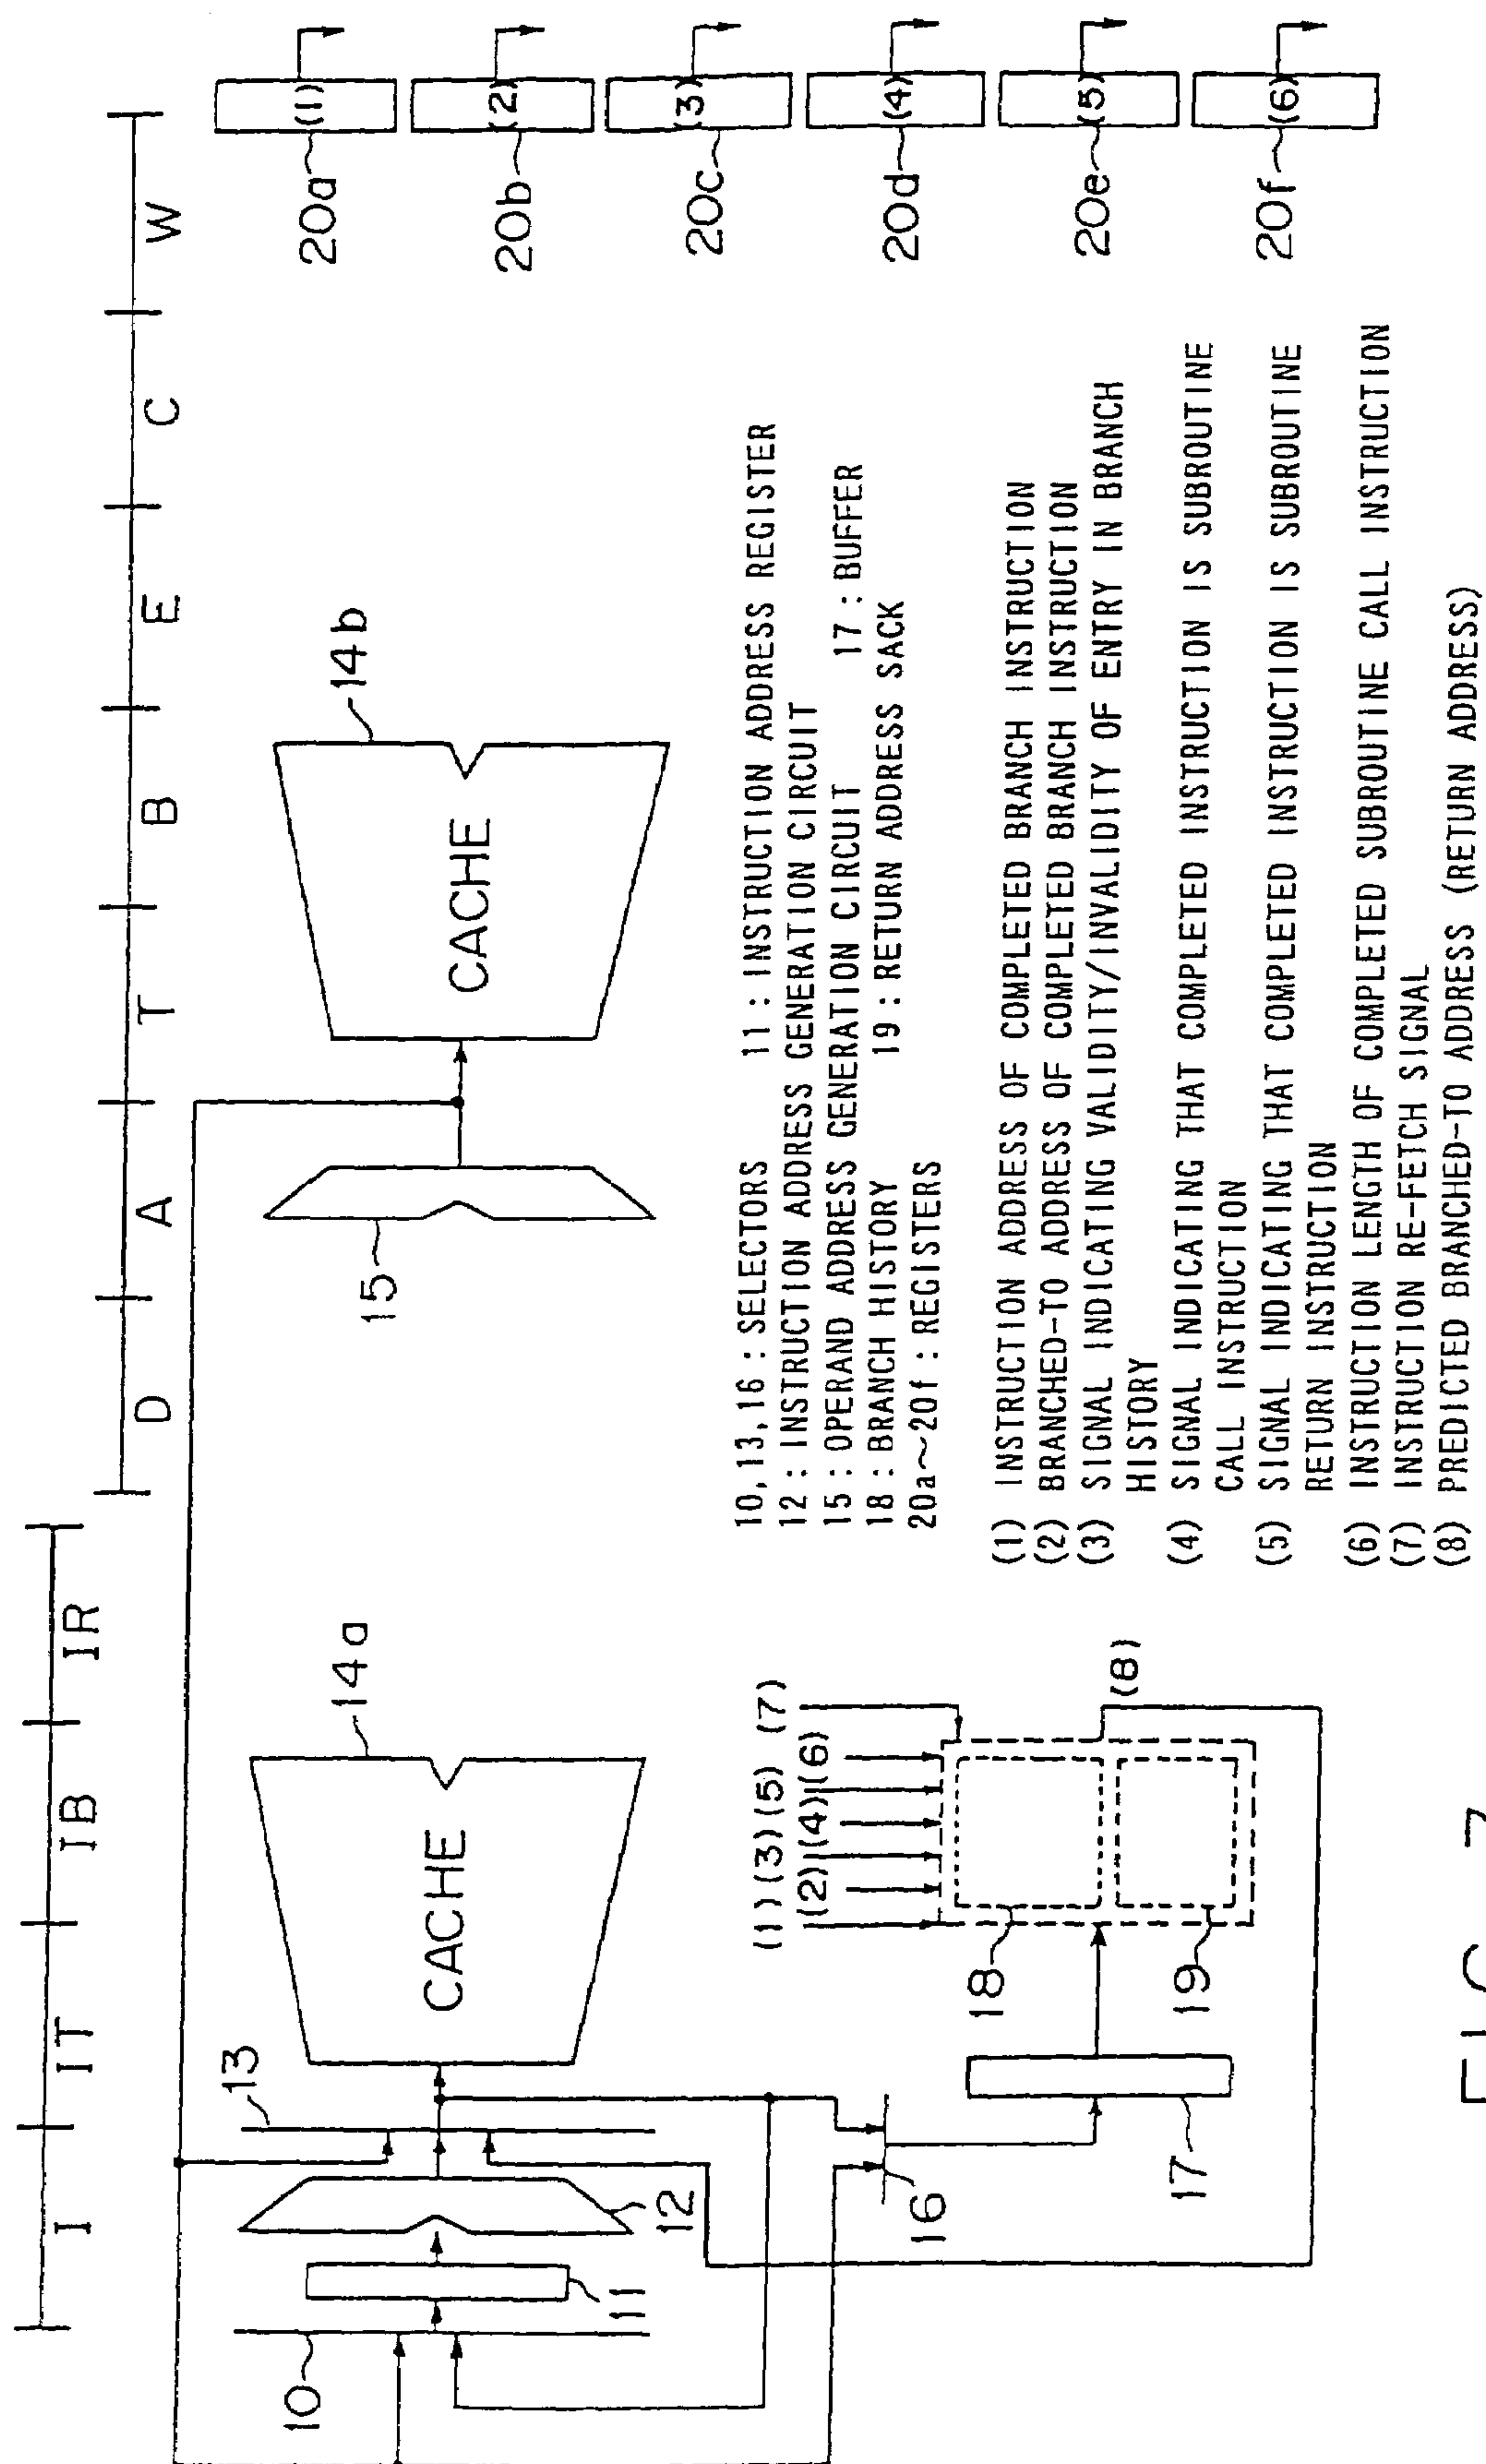 I IT IB IR
D A T B E C W
10
11
12
13
CACHE
14a
15
CACHE
14b
16
17
18
19
(1) (3) (5) (7)
(2) (4) (6)
(8)
20a (1)
20b (2)
20c (3)
20d (4)
20e (5)
20f (6)
10,13,16 : SELECTORS 11 : INSTRUCTION ADDRESS REGISTER
12 : INSTRUCTION ADDRESS GENERATION CIRCUIT
15 : OPERAND ADDRESS GENERATION CIRCUIT 17 : BUFFER
18 : BRANCH HISTORY 19 : RETURN ADDRESS SACK
20a~20f : REGISTERS
(1) INSTRUCTION ADDRESS OF COMPLETED BRANCH INSTRUCTION
(2) BRANCHED-TO ADDRESS OF COMPLETED BRANCH INSTRUCTION
(3) SIGNAL INDICATING VALIDITY/INVALIDITY OF ENTRY IN BRANCH
HISTORY
(4) SIGNAL INDICATING THAT COMPLETED INSTRUCTION IS SUBROUTINE
CALL INSTRUCTION
(5) SIGNAL INDICATING THAT COMPLETED INSTRUCTION IS SUBROUTINE
RETURN INSTRUCTION
(6) INSTRUCTION LENGTH OF COMPLETED SUBROUTINE CALL INSTRUCTION
(7) INSTRUCTION RE-FETCH SIGNAL
(8) PREDICTED BRANCHED-TO ADDRESS (RETURN ADDRESS)